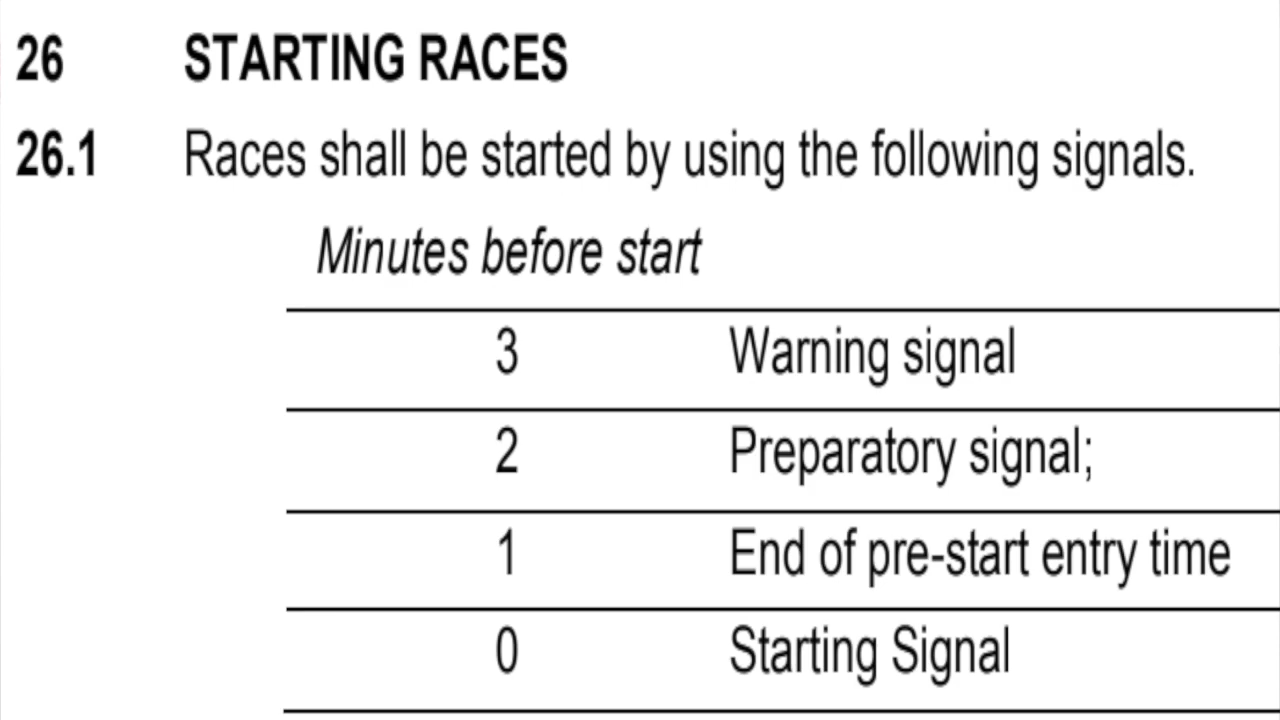 26 STARTING RACES
26.1 Races shall be started by using the following signals.
Minutes before start
3 Warning signal
2 Preparatory signal;
1 End of pre-start entry time
0 Starting Signal